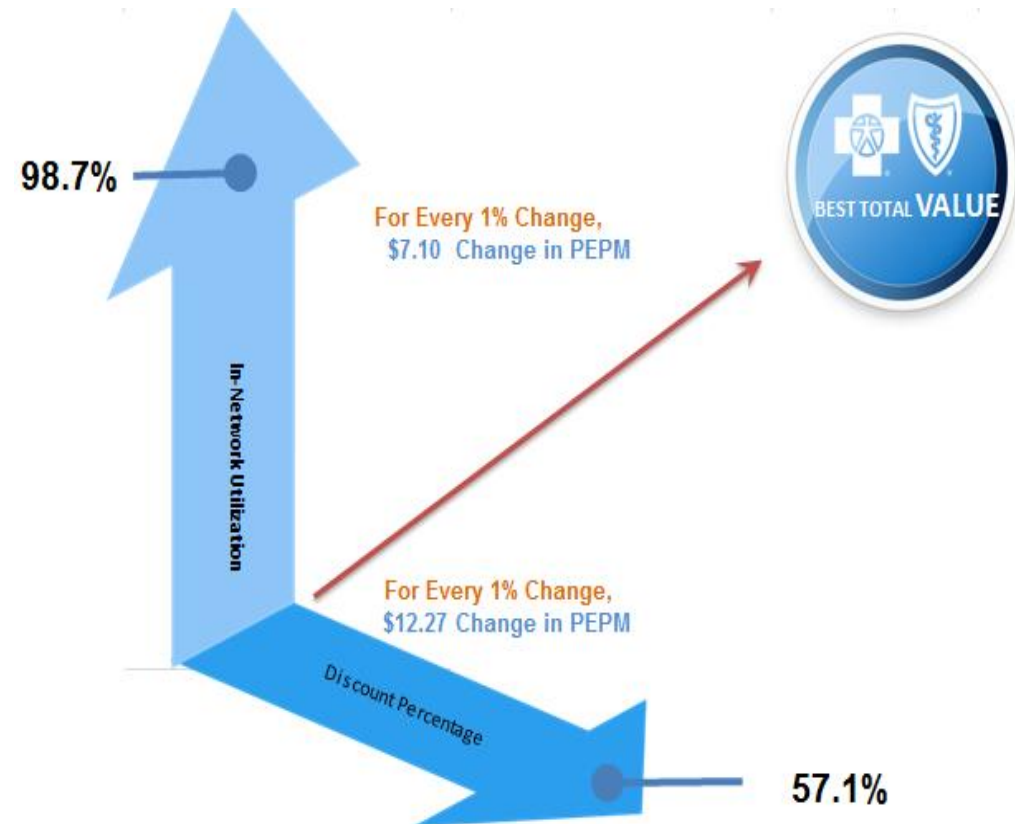 98.7%
For Every 1% Change,
$7.10 Change in PEPM
BEST TOTAL VALUE
In-Network Utilization
For Every 1% Change,
$12.27 Change in PEPM
Discount Percentage
57.1%